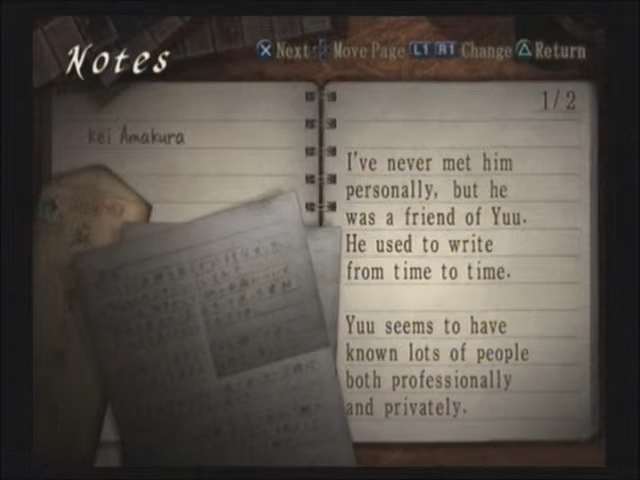 Notes
Next Move Page L1 R1 Change Return
1/2
Kei Amakura
I've never met him
personally, but he
was a friend of Yuu.
He used to write
from time to time.
Yuu seems to have
known lots of people
both professionally
and privately.